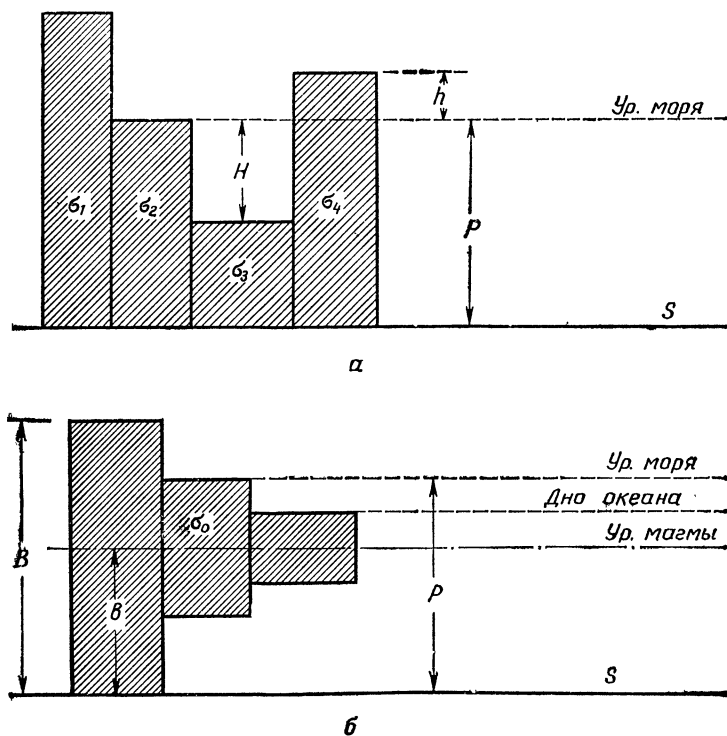 h
Ур. моря
H
P
σ₁
σ₂
σ₃
σ₄
S
а
Ур. моря
Дно океана
Ур. магмы
σ₀
B
в
P
S
б